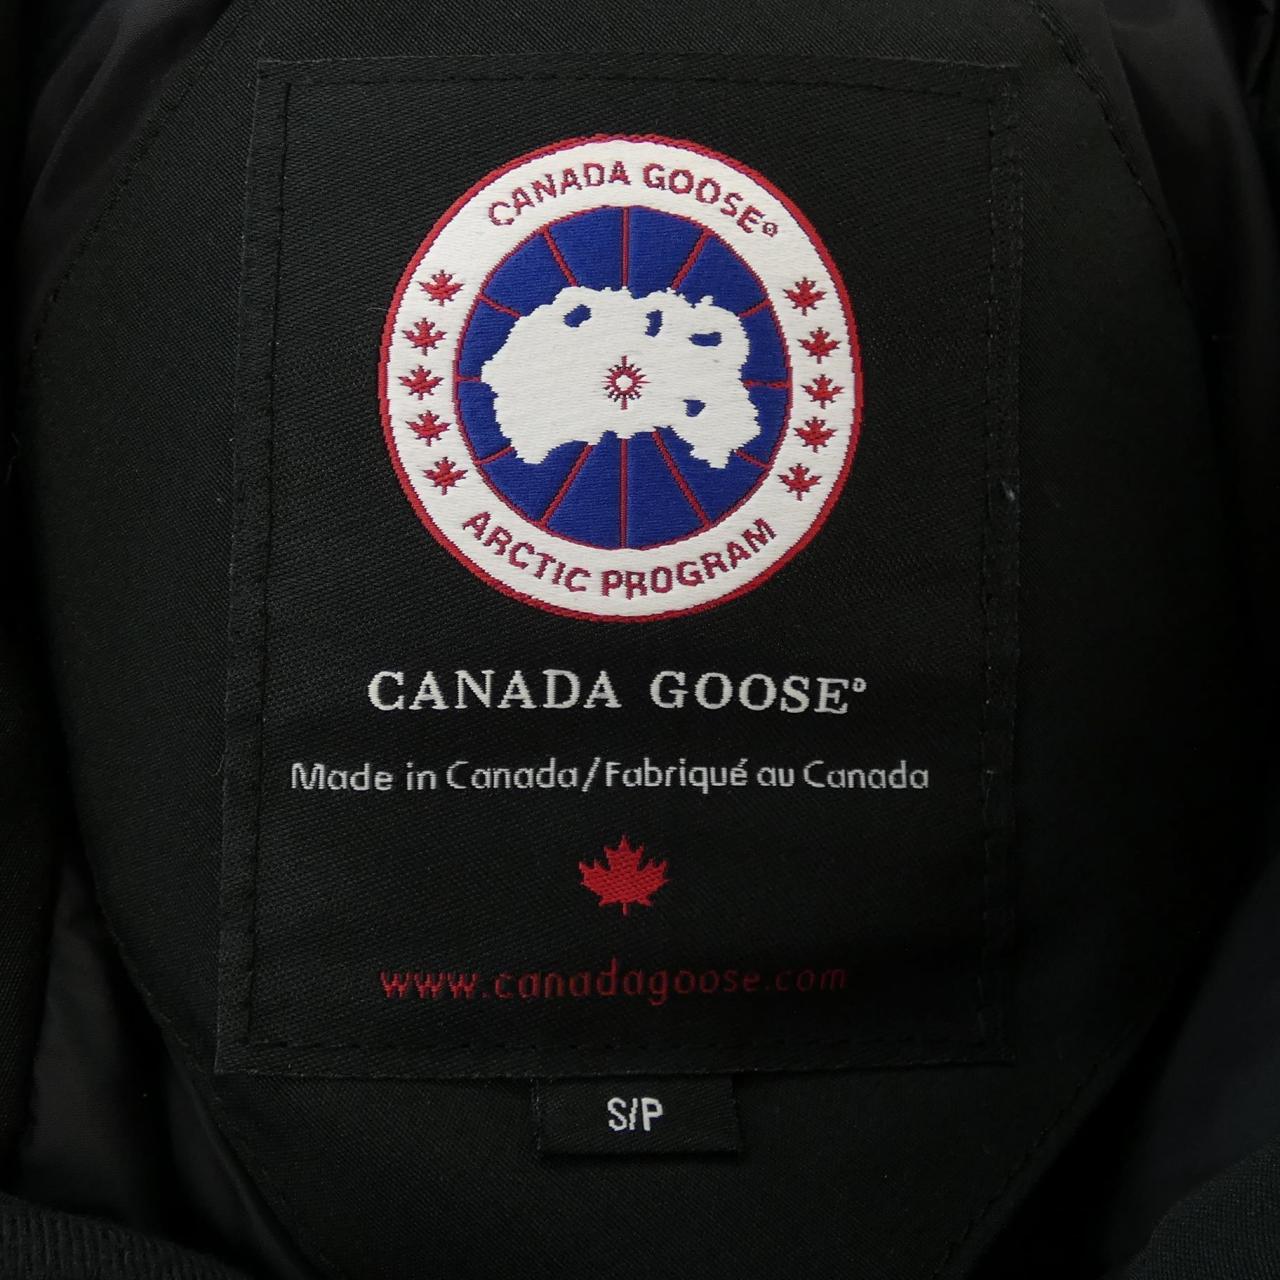 CANADA GOOSE®
ARCTIC PROGRAM
CANADA GOOSE®
Made in Canada/Fabriqué au Canada
www.canadagoose.com
S/P